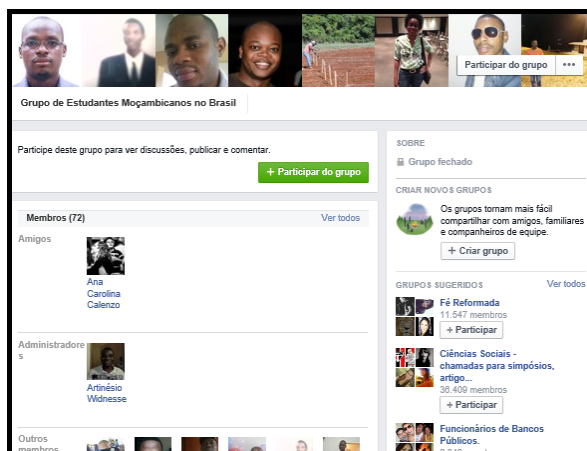 Participar do grupo
Grupo de Estudantes Moçambicanos no Brasil
Participe deste grupo para ver discussões, publicar e comentar.
+ Participar do grupo
Membros (72)
Ver todos
Amigos
Ana
Carolina
Calenzo
Administradore
s
Artinésio
Widnesse
Outros
membros
SOBRE
Grupo fechado
CRIAR NOVOS GRUPOS
Os grupos tornam mais fácil
compartilhar com amigos, familiares
e companheiros de equipe.
+ Criar grupo
GRUPOS SUGERIDOS
Ver todos
Fé Reformada
11.547 membros
+ Participar
Ciências Sociais -
chamadas para simpósios,
artigo...
36.409 membros
+ Participar
Funcionários de Bancos
Públicos.